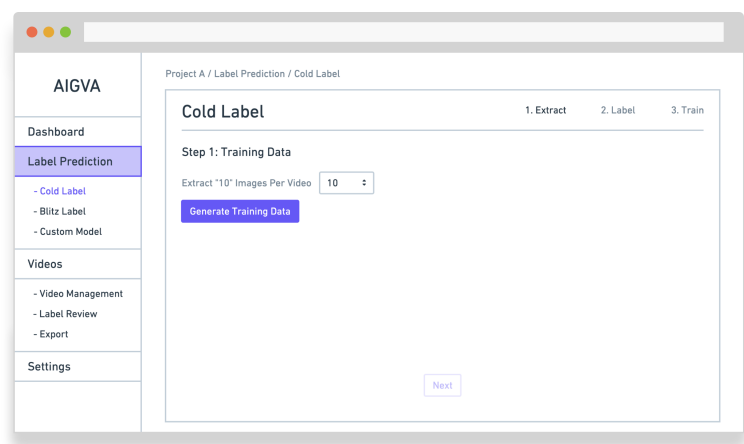 AIGVA
Dashboard
Label Prediction
- Cold Label
- Blitz Label
- Custom Model
Videos
- Video Management
- Label Review
- Export
Settings
Project A / Label Prediction / Cold Label
Cold Label
1. Extract
2. Label
3. Train
Step 1: Training Data
Extract "10" Images Per Video
10
Generate Training Data
Next